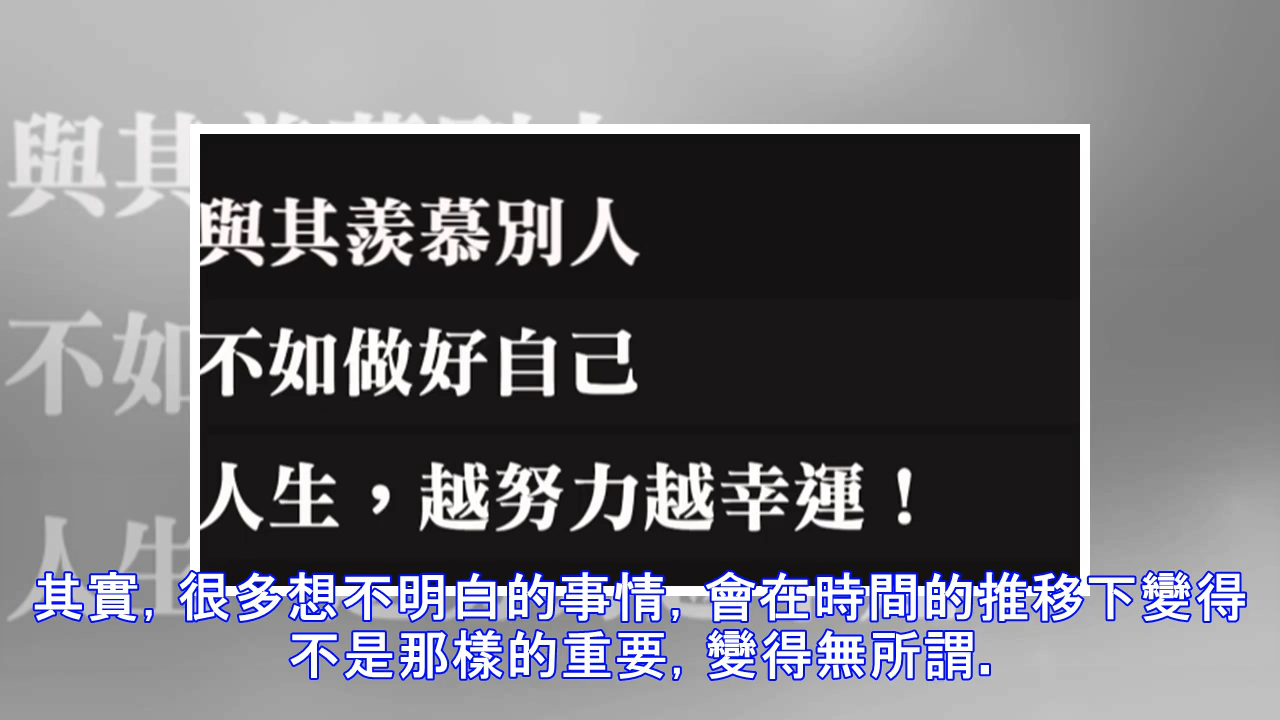 與其羨慕別人
不如做好自己
人生，越努力越幸運！
其實, 很多想不明白的事情, 會在時間的推移下變得
不是那樣的重要, 變得無所謂.